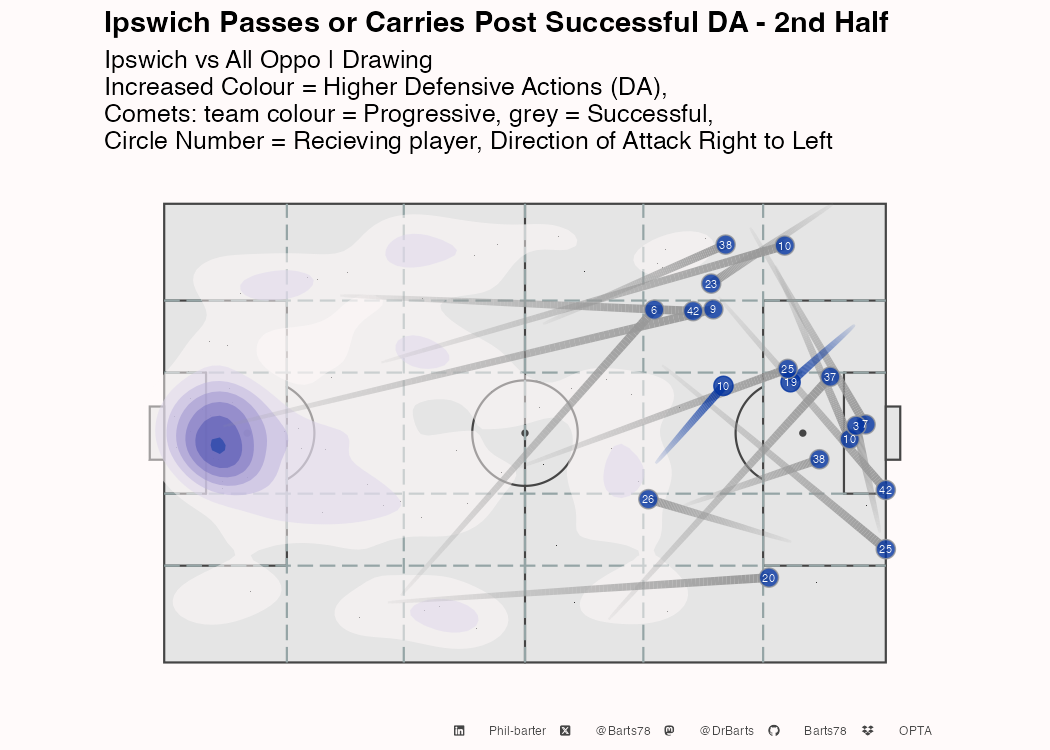 Ipswich Passes or Carries Post Successful DA - 2nd Half
Ipswich vs All Oppo | Drawing
Increased Colour = Higher Defensive Actions (DA),
Comets: team colour = Progressive, grey = Successful,
Circle Number = Recieving player, Direction of Attack Right to Left
38
10
23
6
42
9
25
19
37
10
3
7
10
38
42
26
25
20
Phil-barter
@Barts78
@DrBarts
Barts78
OPTA